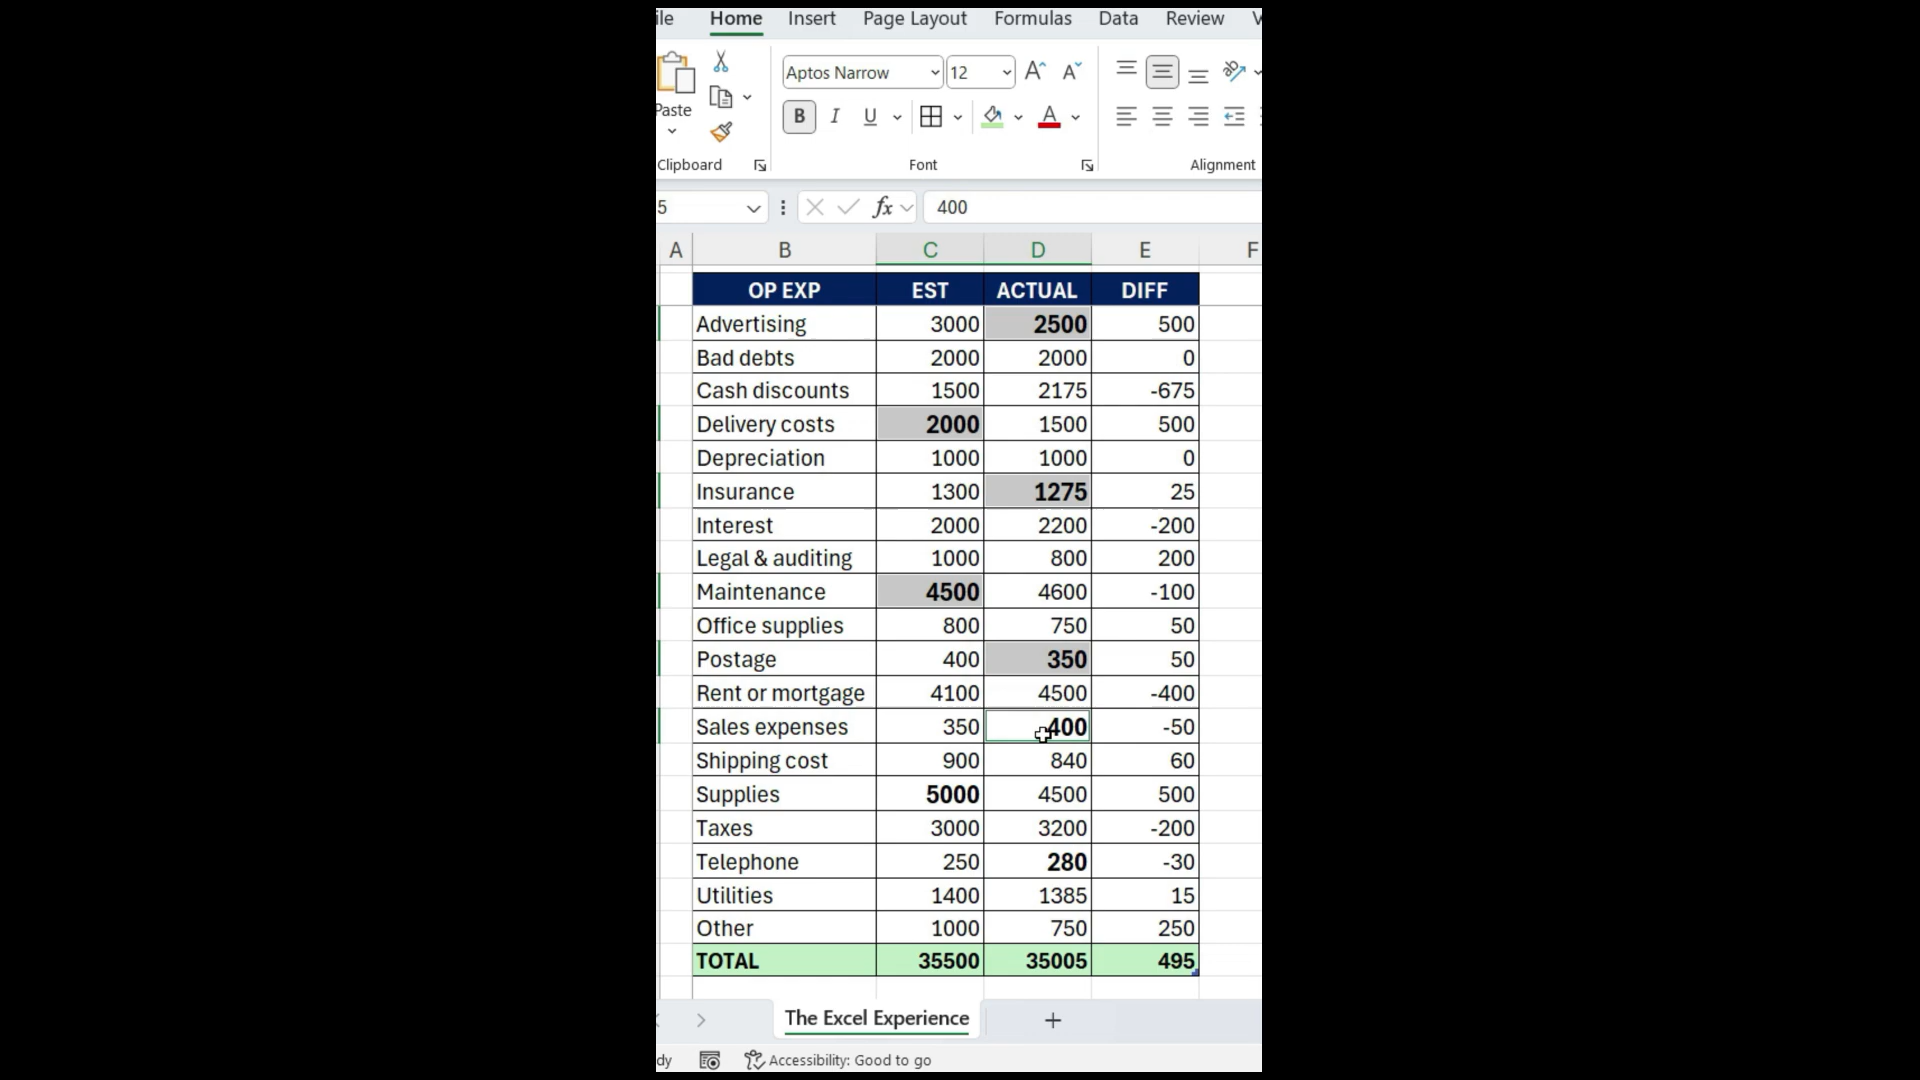 ile Home Insert Page Layout Formulas Data Review V
Aptos Narrow 12 A A
Paste B I U A
Clipboard Font Alignment
5 fx 400
A B C D E F
OP EXP EST ACTUAL DIFF
Advertising 3000 2500 500
Bad debts 2000 2000 0
Cash discounts 1500 2175 -675
Delivery costs 2000 1500 500
Depreciation 1000 1000 0
Insurance 1300 1275 25
Interest 2000 2200 -200
Legal & auditing 1000 800 200
Maintenance 4500 4600 -100
Office supplies 800 750 50
Postage 400 350 50
Rent or mortgage 4100 4500 -400
Sales expenses 350 400 -50
Shipping cost 900 840 60
Supplies 5000 4500 500
Taxes 3000 3200 -200
Telephone 250 280 -30
Utilities 1400 1385 15
Other 1000 750 250
TOTAL 35500 35005 495
The Excel Experience +
dy Accessibility: Good to go